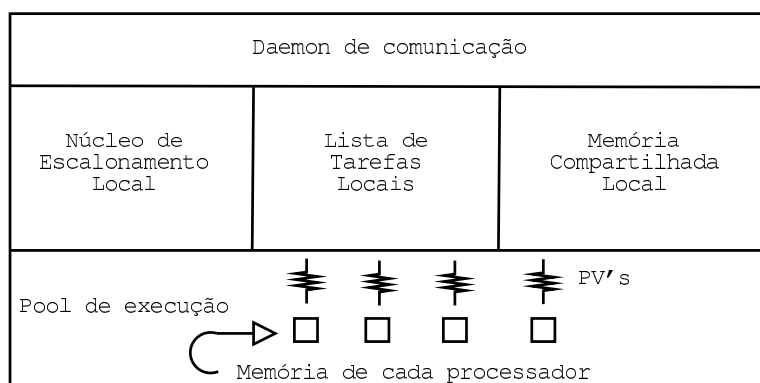 Daemon de comunicação
Núcleo de
Escalonamento
Local
Lista de
Tarefas
Locais
Memória
Compartilhada
Local
PV's
Pool de execução
Memória de cada processador